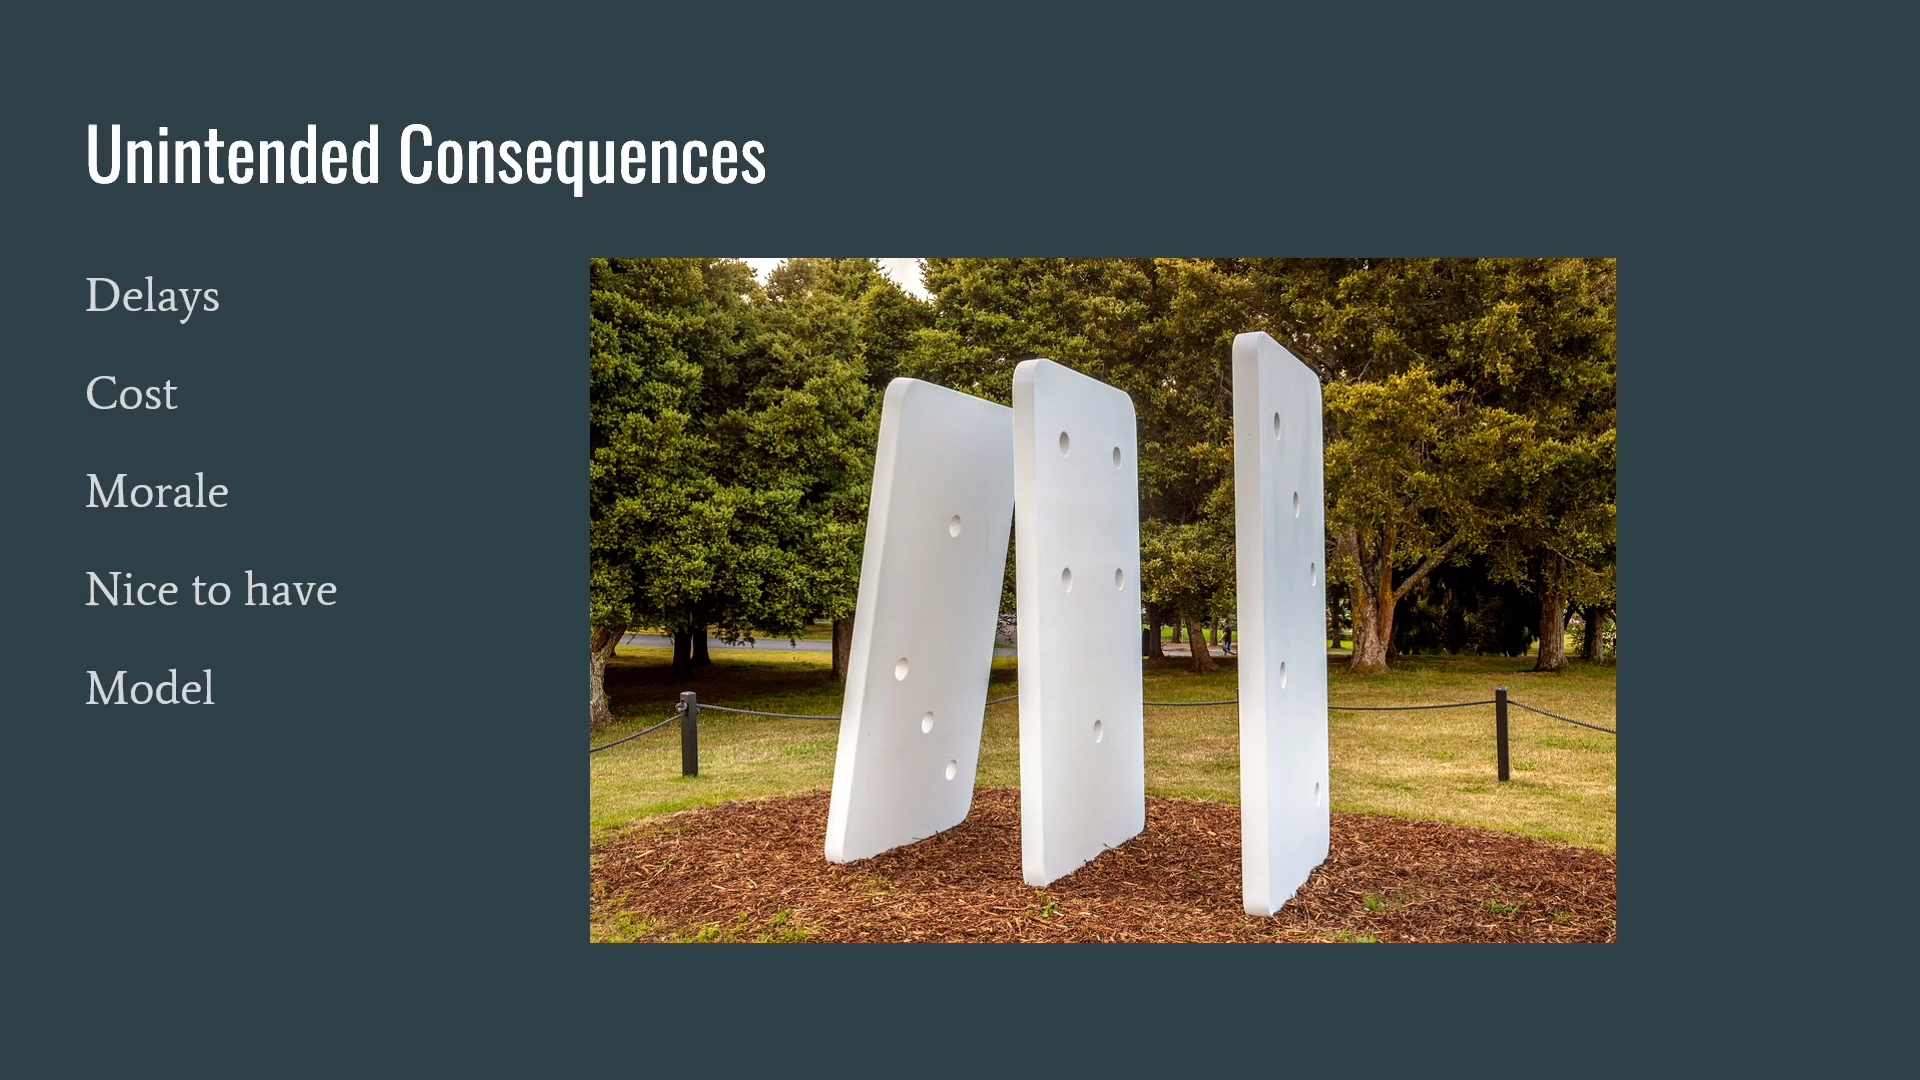 Unintended Consequences
Delays
Cost
Morale
Nice to have
Model